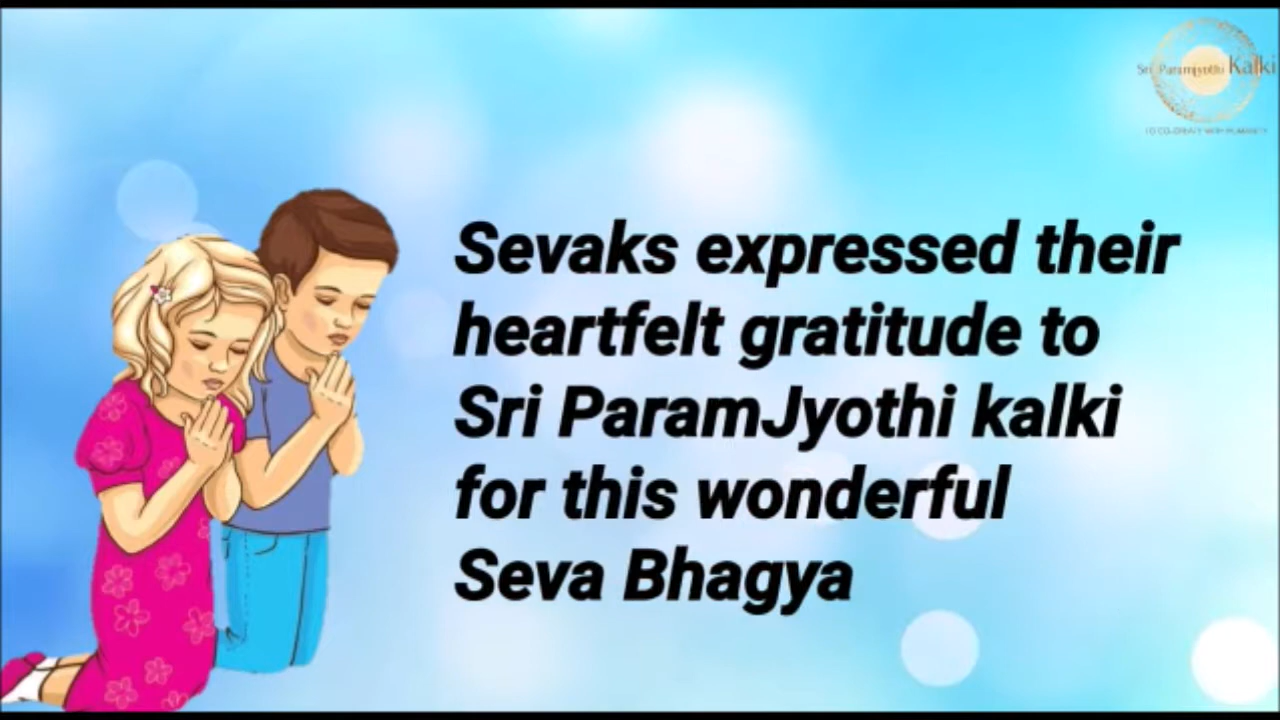 Sri Paramjyothi Kalki
Sevaks expressed their
heartfelt gratitude to
Sri ParamJyothi kalki
for this wonderful
Seva Bhagya